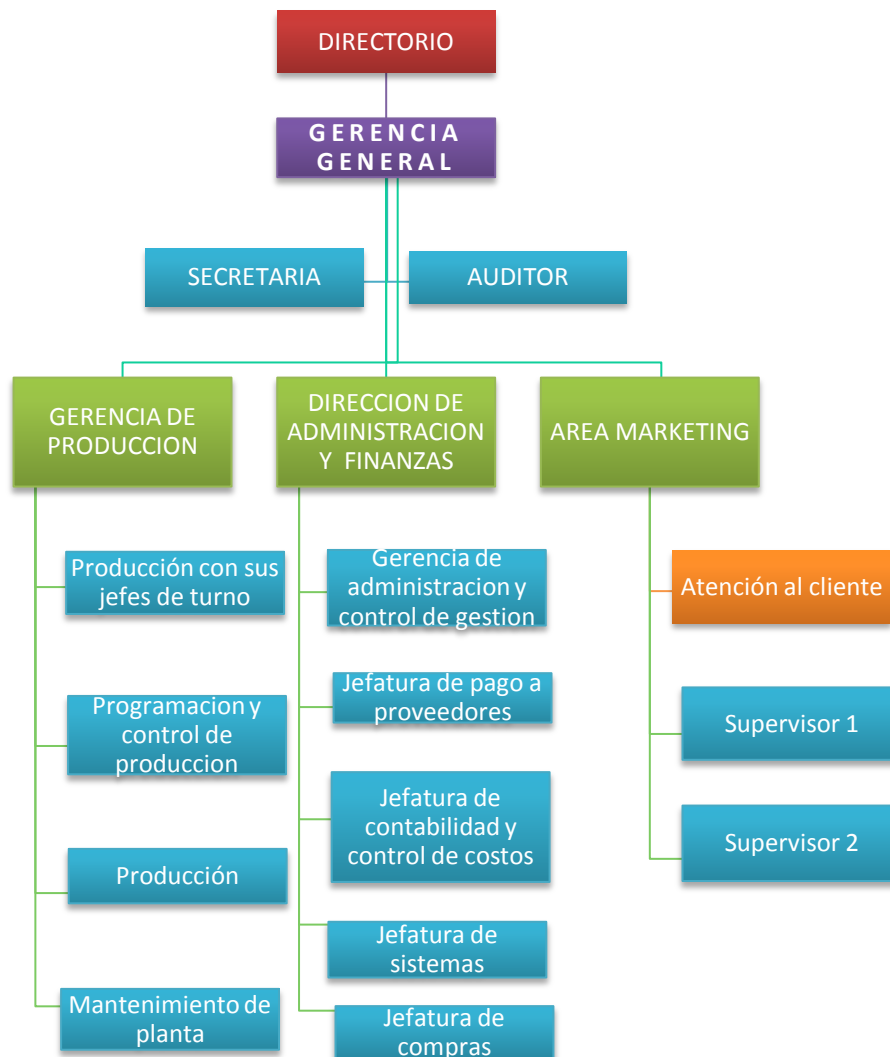 DIRECTORIO
GERENCIA
GENERAL
SECRETARIA
AUDITOR
GERENCIA DE
PRODUCCION
DIRECCION DE
ADMINISTRACION
Y FINANZAS
AREA MARKETING
Producción con sus
jefes de turno
Programacion y
control de
produccion
Producción
Mantenimiento de
planta
Gerencia de
administracion y
control de gestion
Jefatura de pago a
proveedores
Jefatura de
contabilidad y
control de costos
Jefatura de
sistemas
Jefatura de
compras
Atención al cliente
Supervisor 1
Supervisor 2